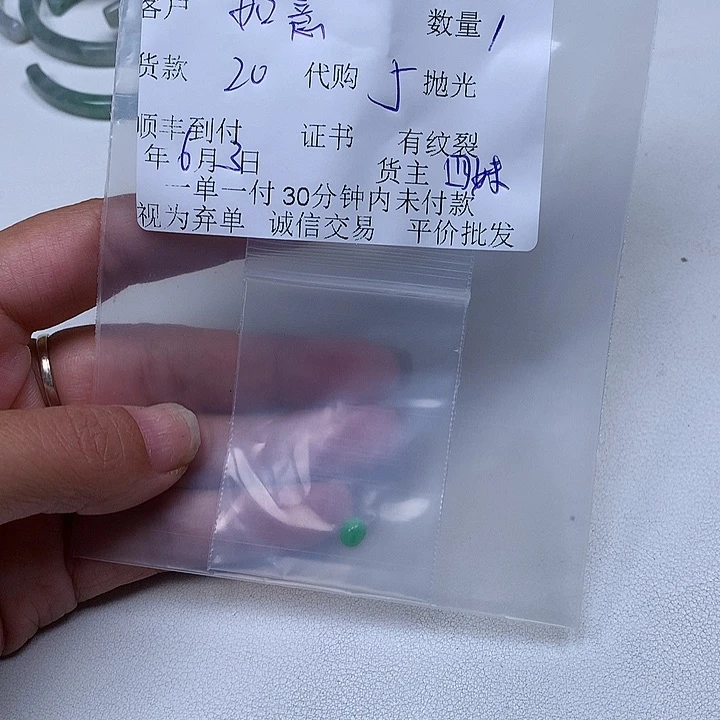 客户 如意 数量 1
货款 20 代购 5 抛光
顺丰到付 证书 有纹裂
年 6 月 3 日 货主 四妹
一单一付 30分钟内未付款
视为弃单 诚信交易 平价批发